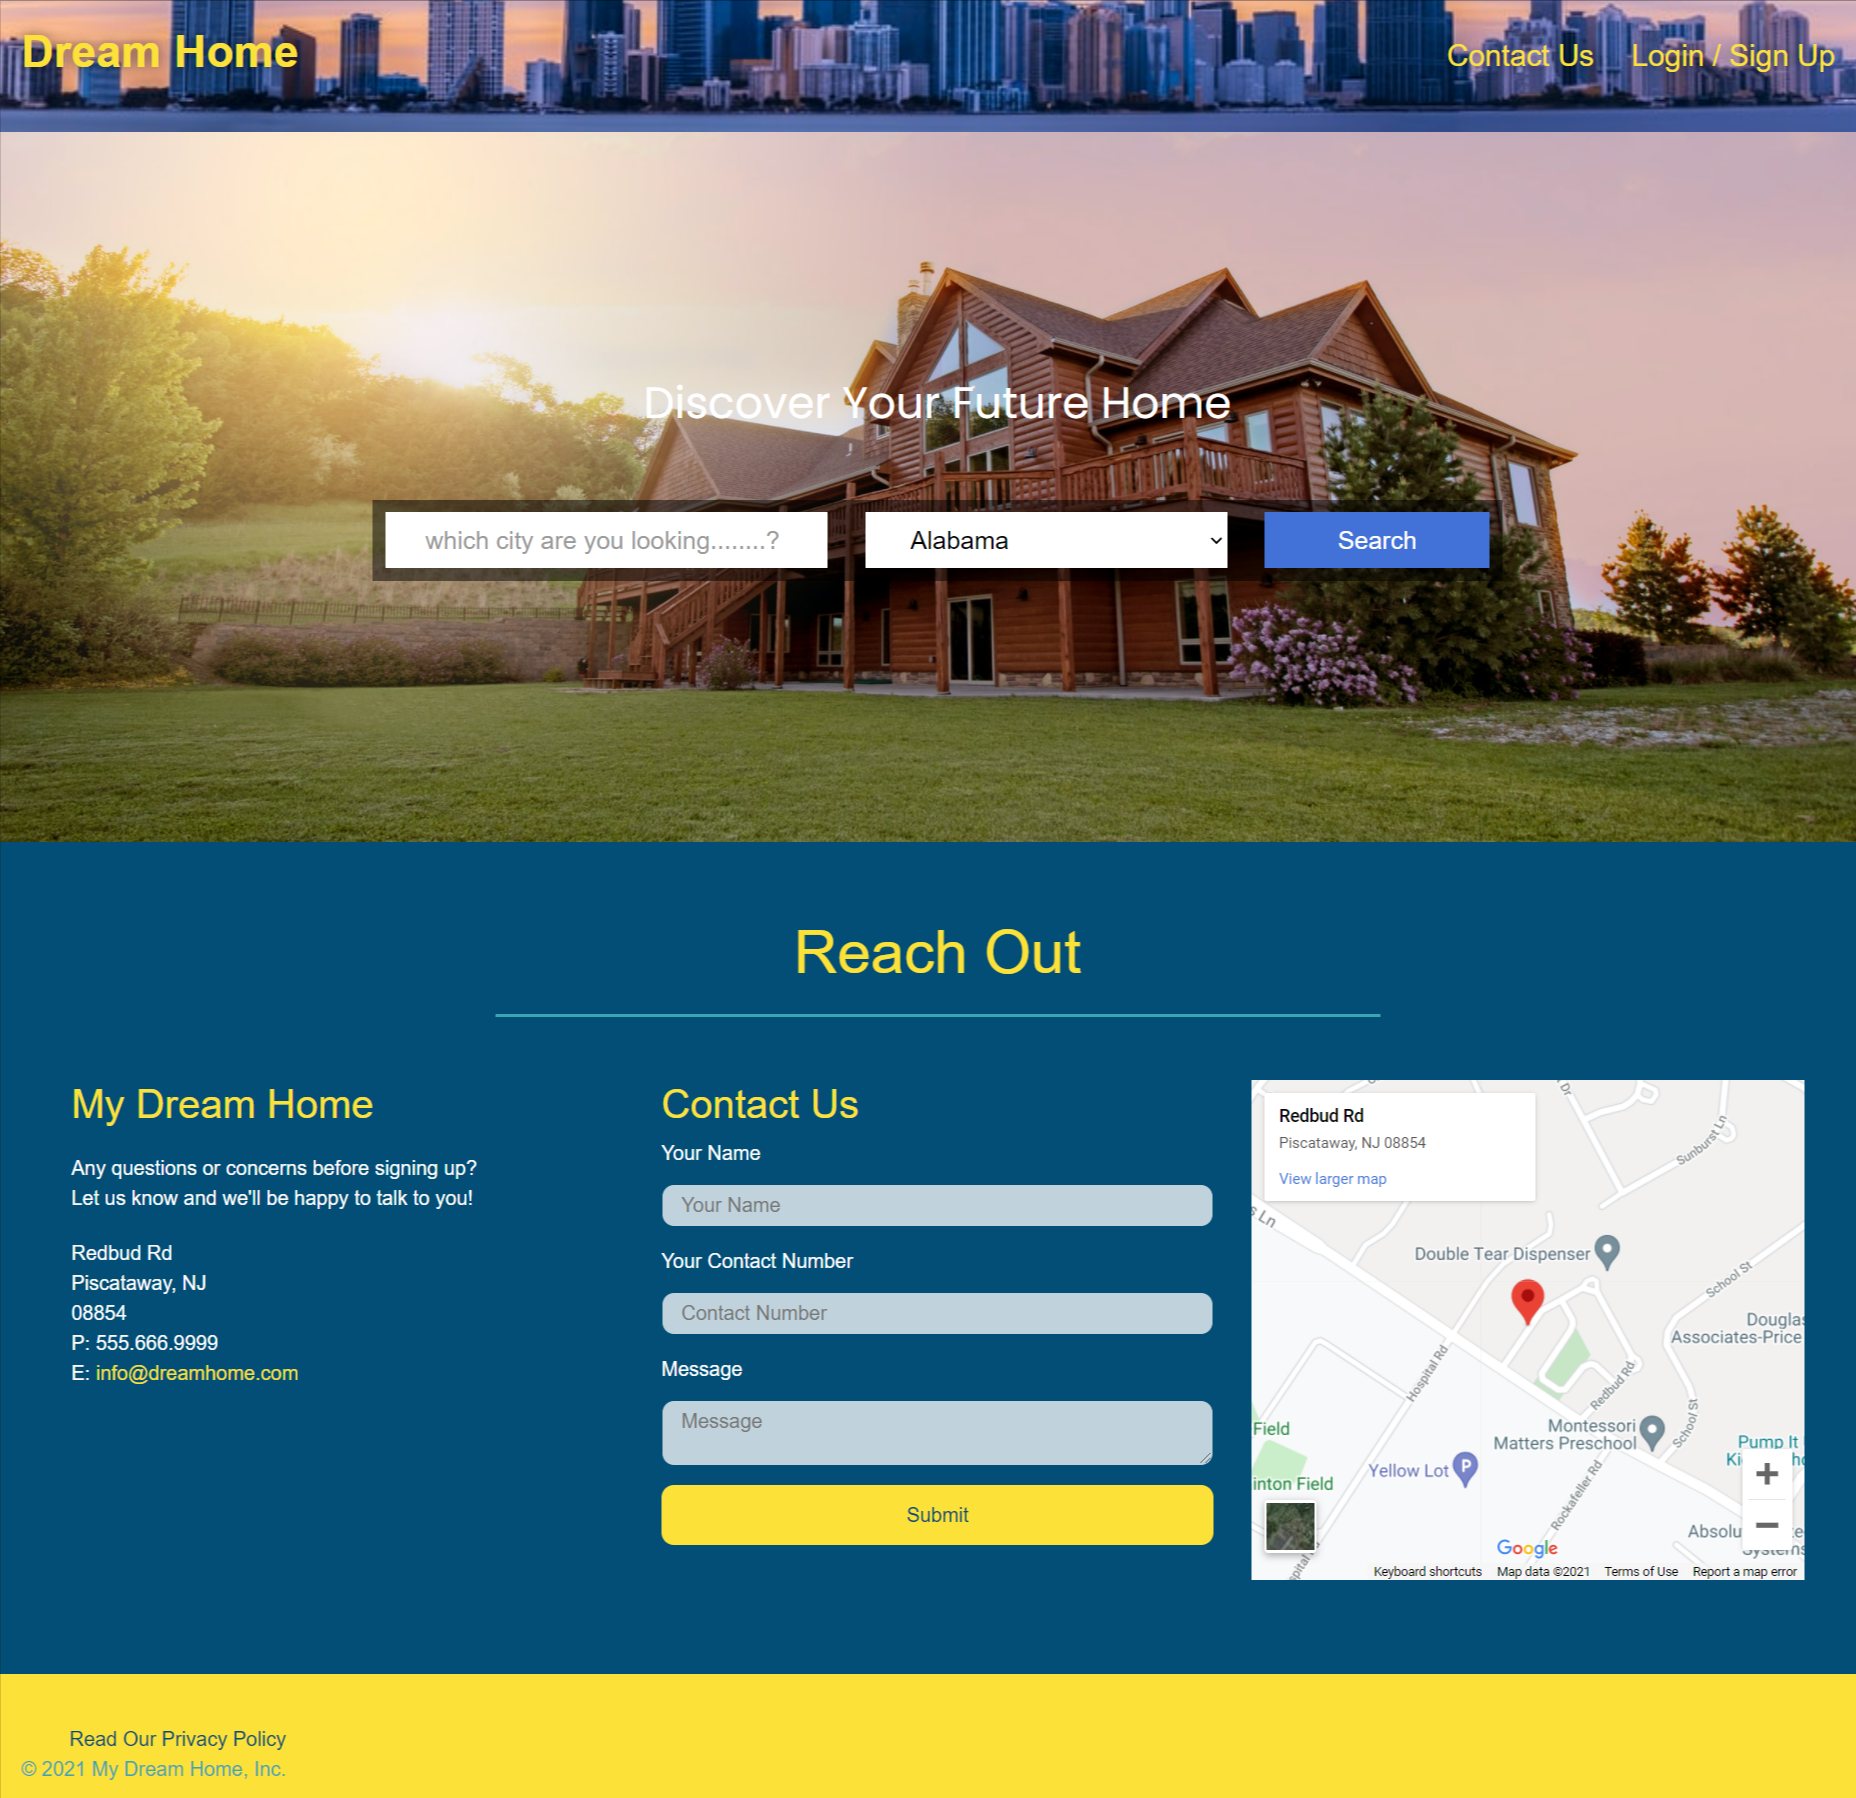 Dream Home
Contact Us
Login / Sign Up
Discover Your Future Home
which city are you looking........?
Alabama
Search
Reach Out
My Dream Home
Any questions or concerns before signing up?
Let us know and we'll be happy to talk to you!
Redbud Rd
Piscataway, NJ
08854
P: 555.666.9999
E: info@dreamhome.com
Contact Us
Your Name
Your Name
Your Contact Number
Contact Number
Message
Message
Submit
Redbud Rd
Piscataway, NJ 08854
View larger map
Dr
Sunburst Ln
s Ln
Double Tear Dispenser
School St
Douglas
Associates-Price
Hospital Rd
Redbud Rd
School St
Field
Montessori
Matters Preschool
Pump It
Yellow Lot
P
inton Field
Rockafeller Rd
Absolu
Google
Keyboard shortcuts
Map data ©2021
Terms of Use
Report a map error
Read Our Privacy Policy
© 2021 My Dream Home, Inc.